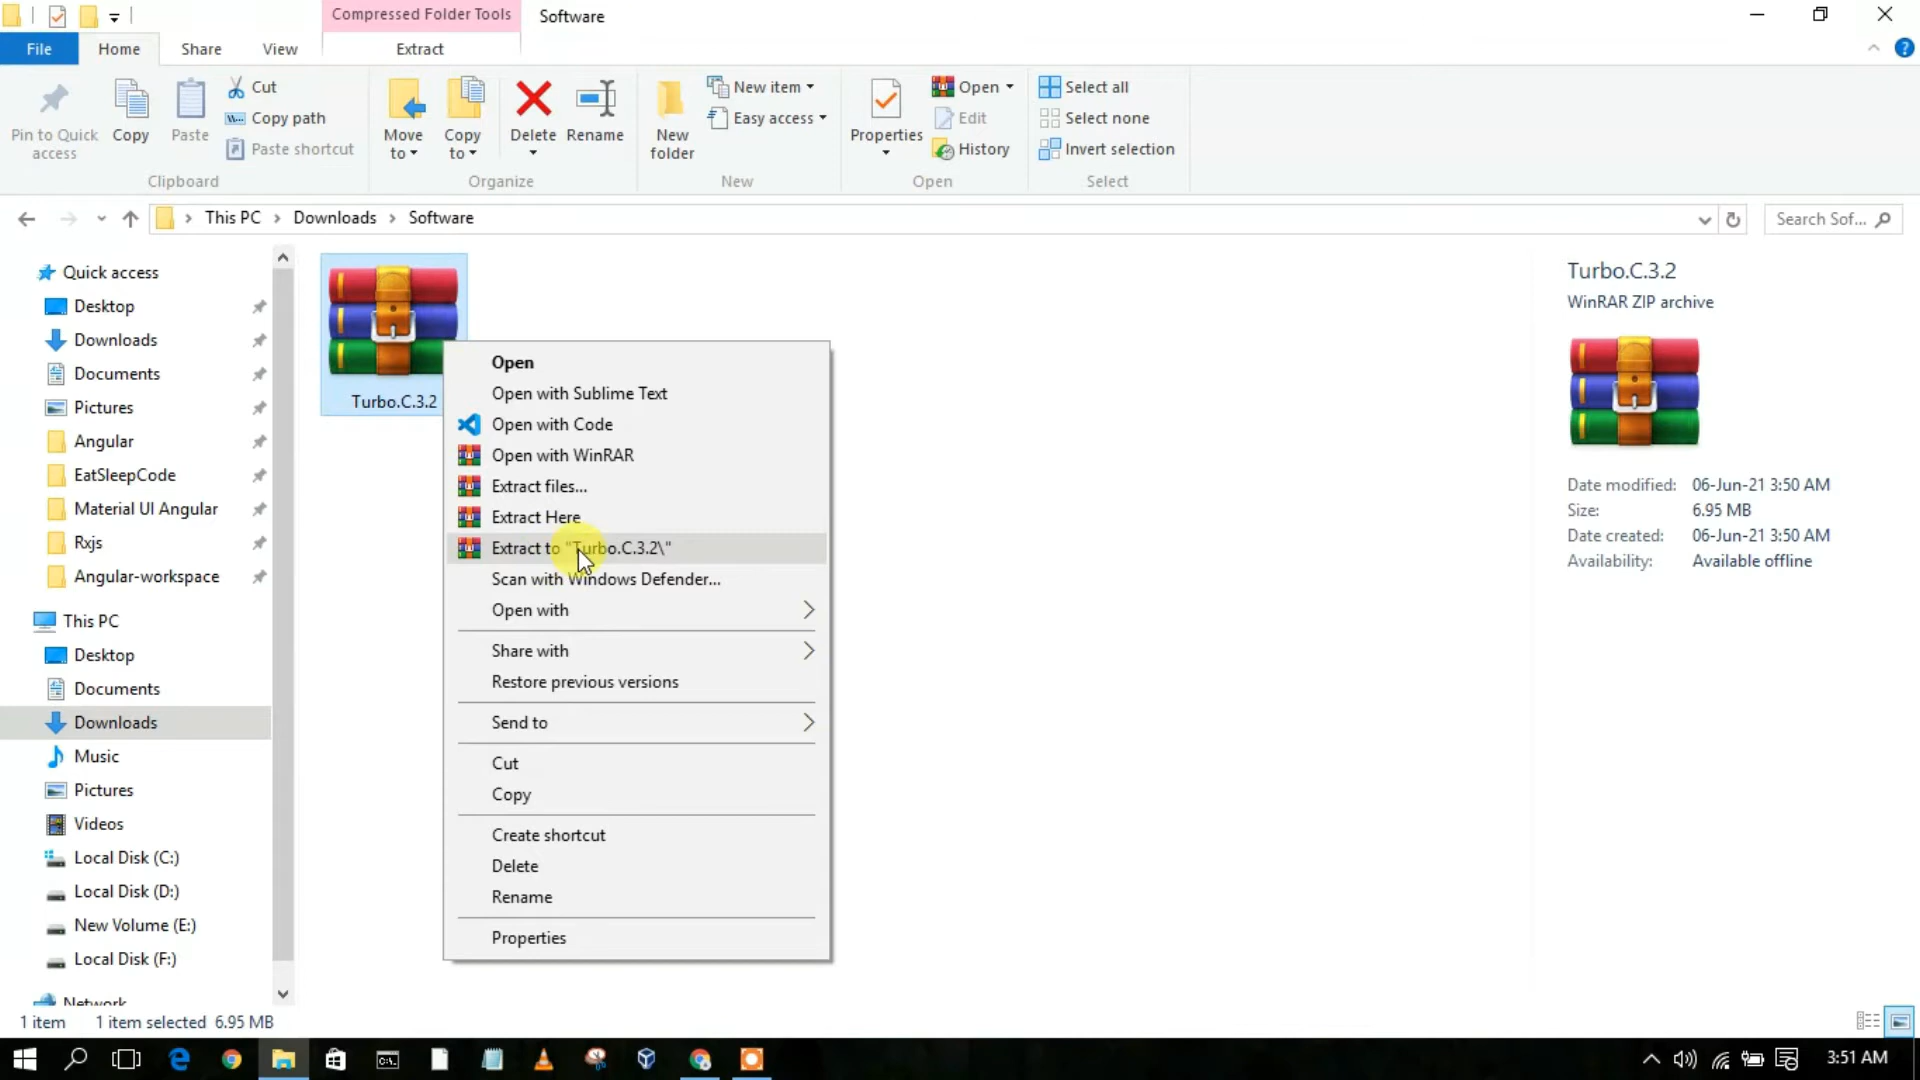 Compressed Folder Tools
Software
File
Home
Share
View
Extract
Pin to Quick access
Copy
Paste
Cut
Copy path
Paste shortcut
Clipboard
Move to
Copy to
Delete
Rename
Organize
New folder
New item
Easy access
New
Properties
Open
Edit
History
Open
Select all
Select none
Invert selection
Select
This PC > Downloads > Software
Search Sof...
Quick access
Desktop
Downloads
Documents
Pictures
Angular
EatSleepCode
Material UI Angular
Rxjs
Angular-workspace
This PC
Desktop
Documents
Downloads
Music
Pictures
Videos
Local Disk (C:)
Local Disk (D:)
New Volume (E:)
Local Disk (F:)
Network
Turbo.C.3.2
Open
Open with Sublime Text
Open with Code
Open with WinRAR
Extract files...
Extract Here
Extract to "Turbo.C.3.2\"
Scan with Windows Defender...
Open with
Share with
Restore previous versions
Send to
Cut
Copy
Create shortcut
Delete
Rename
Properties
Turbo.C.3.2
WinRAR ZIP archive
Date modified: 06-Jun-21 3:50 AM
Size: 6.95 MB
Date created: 06-Jun-21 3:50 AM
Availability: Available offline
1 item 1 item selected 6.95 MB
3:51 AM